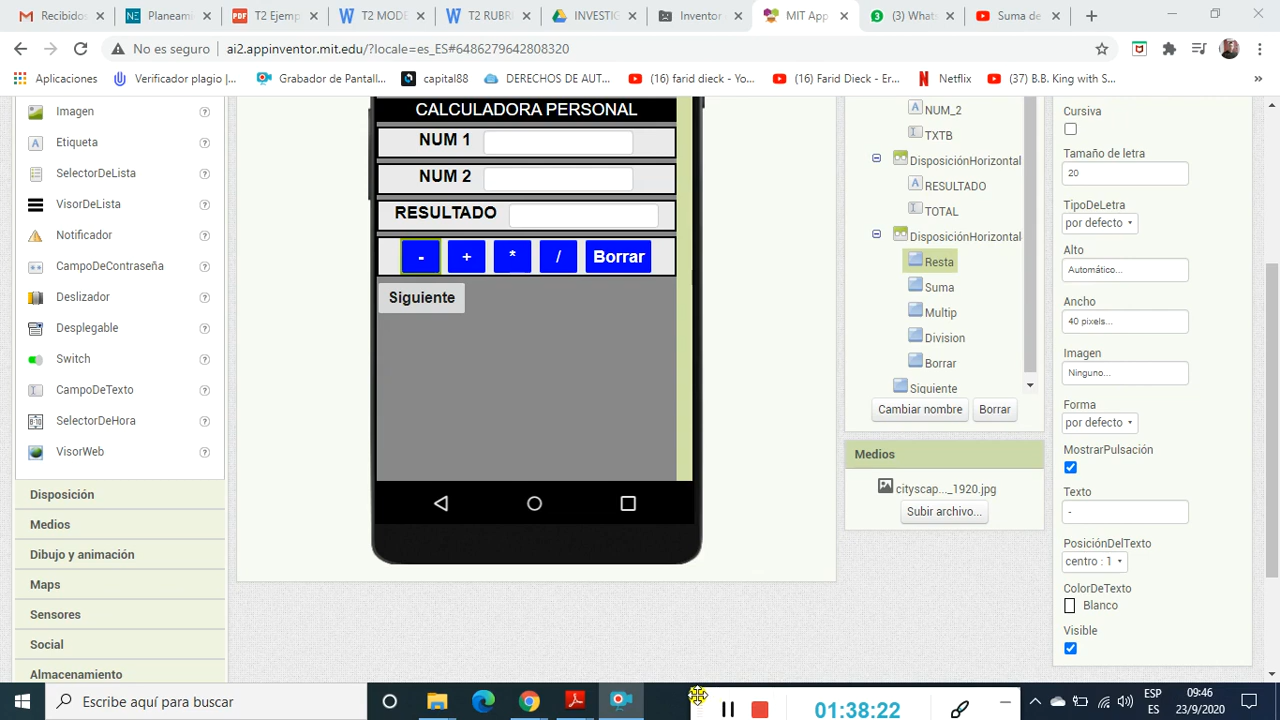 Recibidos
Planeami
T2 Ejemp
T2 MODE
T2 RUBRI
INVESTIG
Inventor
MIT App
(3) Whats
Suma de
No es seguro
ai2.appinventor.mit.edu/?locale=es_ES#6486279642808320
Aplicaciones
Verificador plagio /...
Grabador de Pantall...
capital88
DERECHOS DE AUT...
(16) farid dieck - Yo...
(16) Farid Dieck - Er...
Netflix
(37) B.B. King with S...
»
Imagen
Etiqueta
SelectorDeLista
VisorDeLista
Notificador
CampoDeContraseña
Deslizador
Desplegable
Switch
CampoDeTexto
SelectorDeHora
VisorWeb
Disposición
Medios
Dibujo y animación
Maps
Sensores
Social
Almacenamiento
CALCULADORA PERSONAL
NUM 1
NUM 2
RESULTADO
- + * / Borrar
Siguiente
NUM_2
TXTB
DisposiciónHorizontal
RESULTADO
TOTAL
DisposiciónHorizontal
Resta
Suma
Multip
Division
Borrar
Siguiente
Cambiar nombre
Borrar
Medios
cityscap..._1920.jpg
Subir archivo...
Cursiva
Tamaño de letra
20
TipoDeLetra
por defecto
Alto
Automático...
Ancho
40 pixels...
Imagen
Ninguno...
Forma
por defecto
MostrarPulsación
Texto
-
PosiciónDelTexto
centro : 1
ColorDeTexto
Blanco
Visible
Escribe aquí para buscar
01:38:22
ESP
ES
09:46
23/9/2020